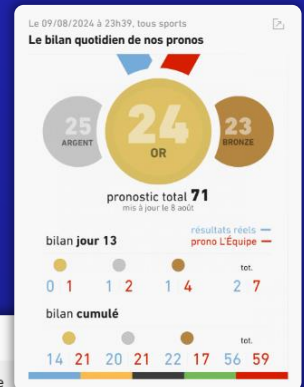 Le 09/08/2024 à 23h39, tous sports
Le bilan quotidien de nos pronos
25
ARGENT
24
OR
23
BRONZE
pronostic total 71
mis à jour le 8 août
résultats réels —
prono L'Équipe —
bilan jour 13
tot.
0 1 1 2 1 4 2 7
bilan cumulé
tot.
14 21 20 21 22 17 56 59
e